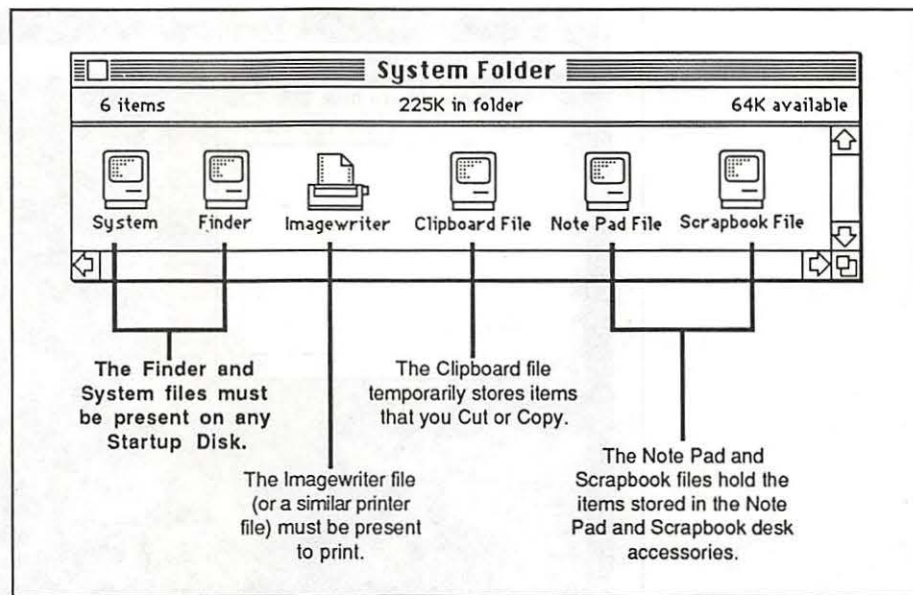 System Folder
6 items 225K in folder 64K available
System Finder Imagewriter Clipboard File Note Pad File Scrapbook File
The Finder and
System files must
be present on any
Startup Disk.
The Clipboard file
temporarily stores items
that you Cut or Copy.
The Imagewriter file
(or a similar printer
file) must be present
to print.
The Note Pad and
Scrapbook files hold the
items stored in the Note
Pad and Scrapbook desk
accessories.